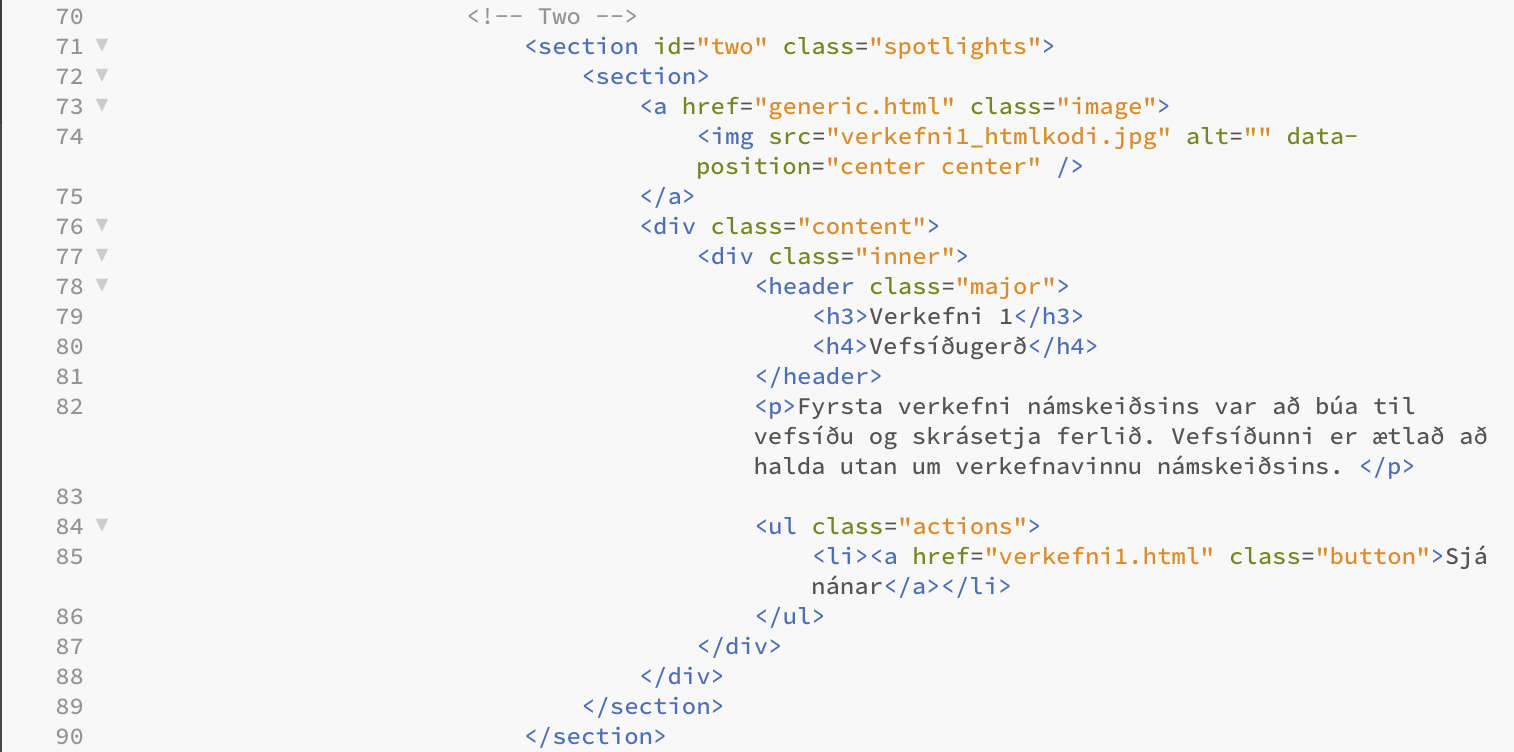 70 <!-- Two -->
71 <section id="two" class="spotlights">
72 <section>
73 <a href="generic.html" class="image">
74 <img src="verkefni1_htmlkodi.jpg" alt="" data-
position="center center" />
75 </a>
76 <div class="content">
77 <div class="inner">
78 <header class="major">
79 <h3>Verkefni 1</h3>
80 <h4>Vefsíðugerð</h4>
81 </header>
82 <p>Fyrsta verkefni námskeiðsins var að búa til
vefsíðu og skrásetja ferlið. Vefsíðunni er ætlað að
halda utan um verkefnavinnu námskeiðsins. </p>
83
84 <ul class="actions">
85 <li><a href="verkefni1.html" class="button">Sjá
nánar</a></li>
86 </ul>
87 </div>
88 </div>
89 </section>
90 </section>